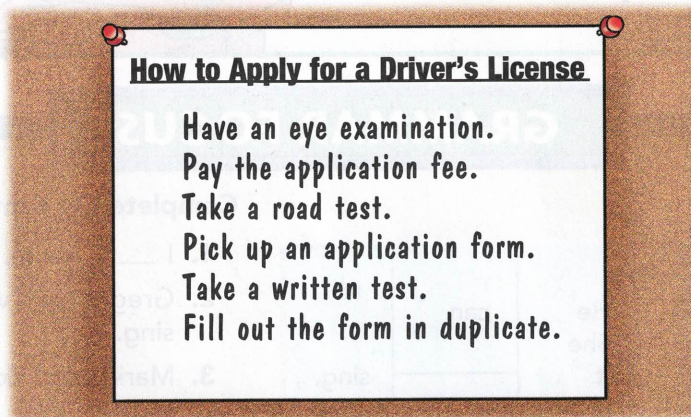 How to Apply for a Driver's License
Have an eye examination.
Pay the application fee.
Take a road test.
Pick up an application form.
Take a written test.
Fill out the form in duplicate.